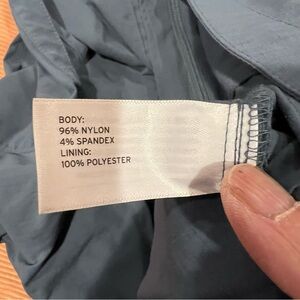 BODY:
96% NYLON
4% SPANDEX
LINING:
100% POLYESTER